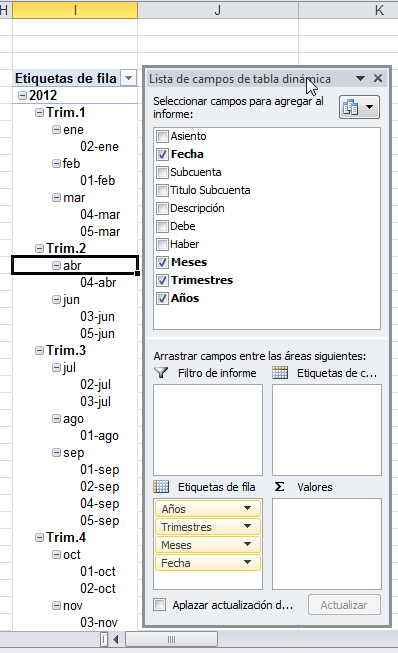 H I J K
Etiquetas de fila
2012
Trim.1
ene
02-ene
feb
01-feb
mar
04-mar
05-mar
Trim.2
abr
04-abr
jun
03-jun
05-jun
Trim.3
jul
02-jul
03-jul
ago
01-ago
sep
01-sep
02-sep
04-sep
05-sep
Trim.4
oct
01-oct
02-oct
nov
03-nov
Lista de campos de tabla dinámica
Seleccionar campos para agregar al
informe:
Asiento
Fecha
Subcuenta
Titulo Subcuenta
Descripción
Debe
Haber
Meses
Trimestres
Años
Arrastrar campos entre las áreas siguientes:
Filtro de informe
Etiquetas de c...
Etiquetas de fila
Σ Valores
Años
Trimestres
Meses
Fecha
Aplazar actualización d...
Actualizar